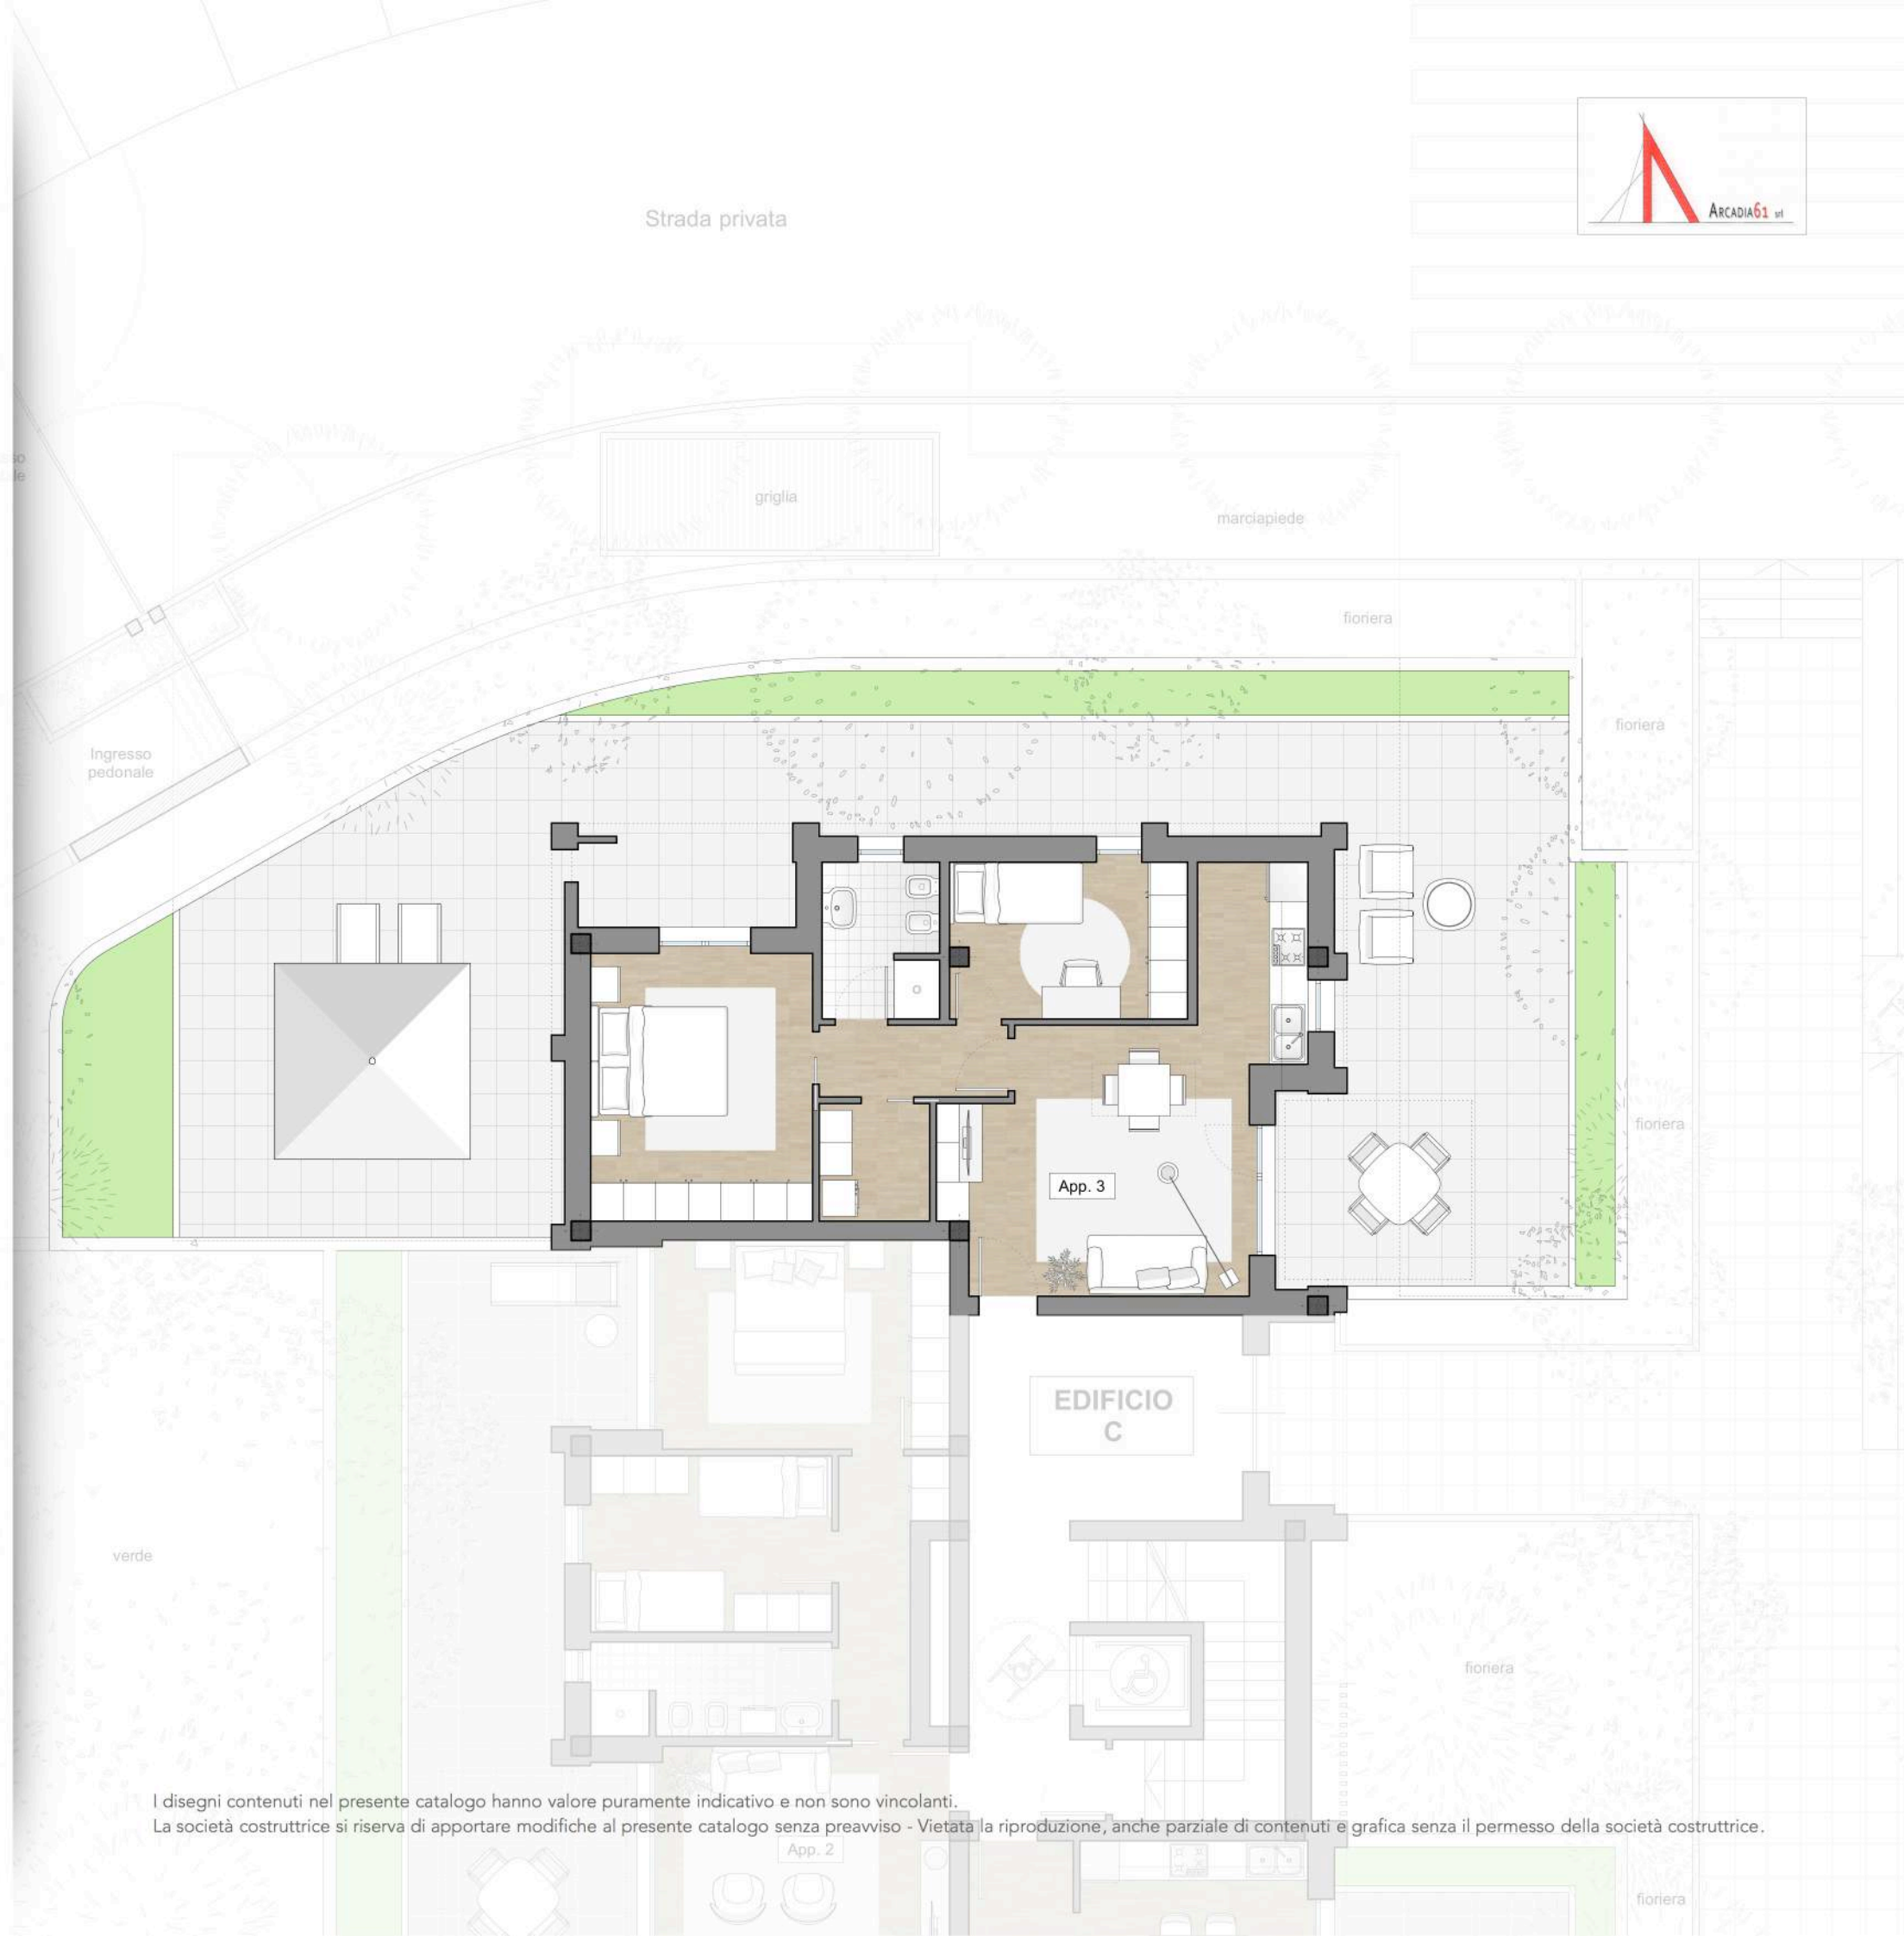 Strada privata
ARCADIA61 srl
griglia
marciapiede
fioriera
fioriera
Ingresso
pedonale
fioriera
App. 3
EDIFICIO
C
verde
fioriera
I disegni contenuti nel presente catalogo hanno valore puramente indicativo e non sono vincolanti.
La società costruttrice si riserva di apportare modifiche al presente catalogo senza preavviso - Vietata la riproduzione, anche parziale di contenuti e grafica senza il permesso della società costruttrice.
App. 2
fioriera